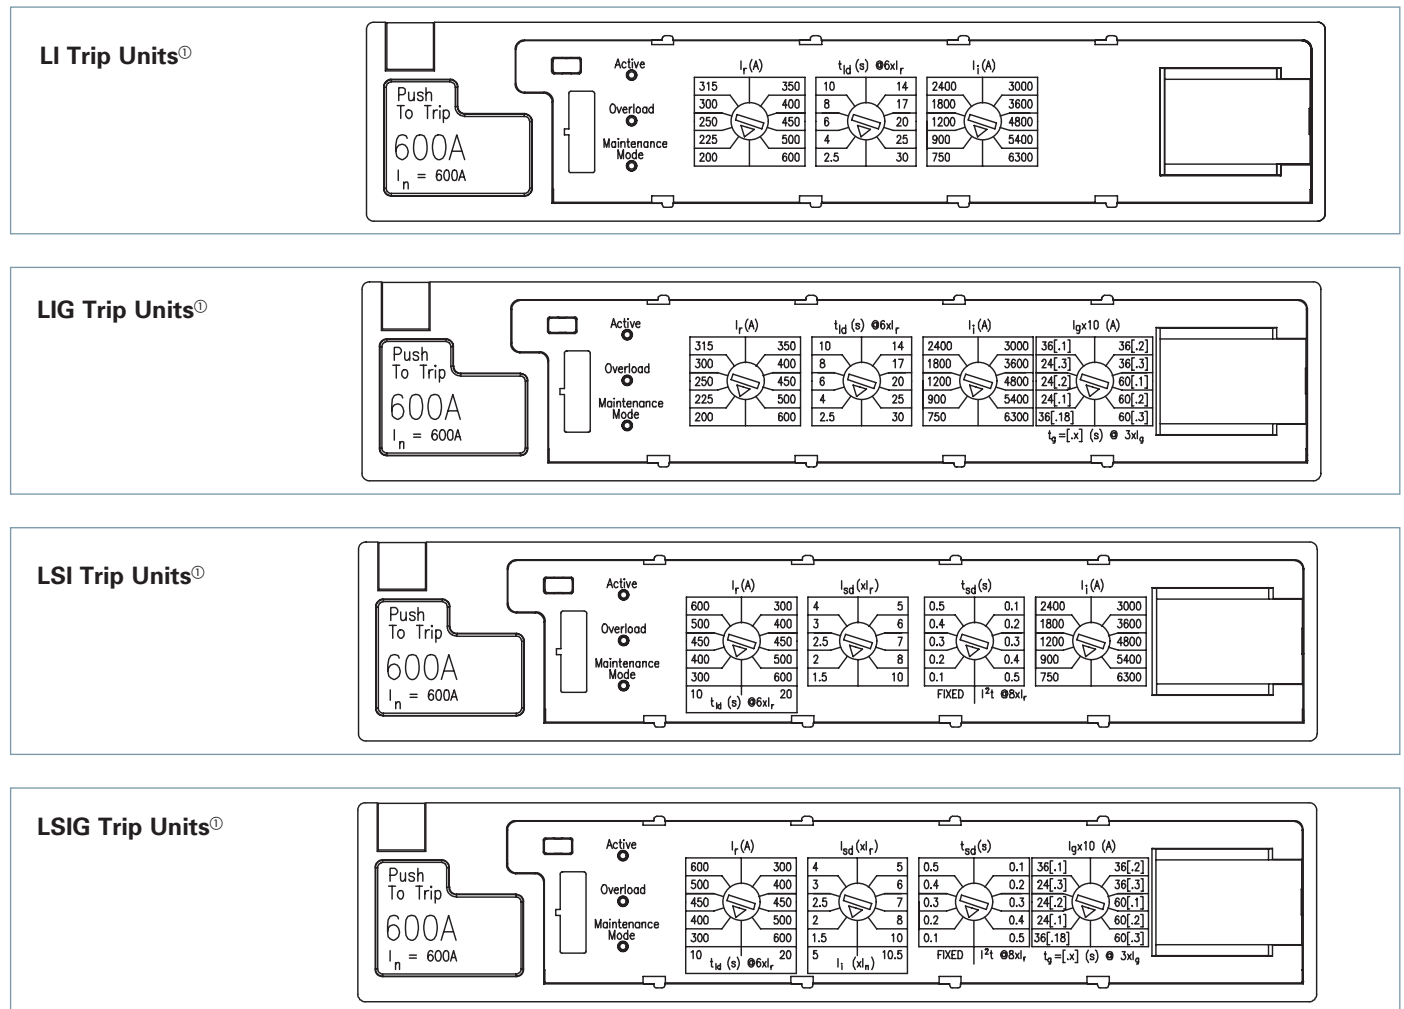 LI Trip Units①
Push
To Trip
600A
In = 600A
Active
Overload
Maintenance
Mode
Ir(A)
315 350
300 400
250 450
225 500
200 600
tld (s) @6xIr
10 14
8 17
6 20
4 25
2.5 30
Ii(A)
2400 3000
1800 3600
1200 4800
900 5400
750 6300
LIG Trip Units①
Push
To Trip
600A
In = 600A
Active
Overload
Maintenance
Mode
Ir(A)
315 350
300 400
250 450
225 500
200 600
tld (s) @6xIr
10 14
8 17
6 20
4 25
2.5 30
Ii(A)
2400 3000
1800 3600
1200 4800
900 5400
750 6300
Igx10 (A)
36[.1] 36[.2]
24[.3] 36[.3]
24[.2] 60[.1]
24[.1] 60[.2]
36[.18] 60[.3]
tg=[.x] (s) @ 3xIg
LSI Trip Units①
Push
To Trip
600A
In = 600A
Active
Overload
Maintenance
Mode
Ir(A)
600 300
500 400
450 450
400 500
300 600
10 20
tld (s) @6xIr
Isd(xIr)
4 5
3 6
2.5 7
2 8
1.5 10
tsd(s)
0.5 0.1
0.4 0.2
0.3 0.3
0.2 0.4
0.1 0.5
FIXED I²t @8xIr
Ii(A)
2400 3000
1800 3600
1200 4800
900 5400
750 6300
LSIG Trip Units①
Push
To Trip
600A
In = 600A
Active
Overload
Maintenance
Mode
Ir(A)
600 300
500 400
450 450
400 500
300 600
10 20
tld (s) @6xIr
Isd(xIr)
4 5
3 6
2.5 7
2 8
1.5 10
5 10.5
Ii (xIn)
tsd(s)
0.5 0.1
0.4 0.2
0.3 0.3
0.2 0.4
0.1 0.5
FIXED I²t @8xIr
Igx10 (A)
36[.1] 36[.2]
24[.3] 36[.3]
24[.2] 60[.1]
24[.1] 60[.2]
36[.18] 60[.3]
tg=[.x] (s) @ 3xIg